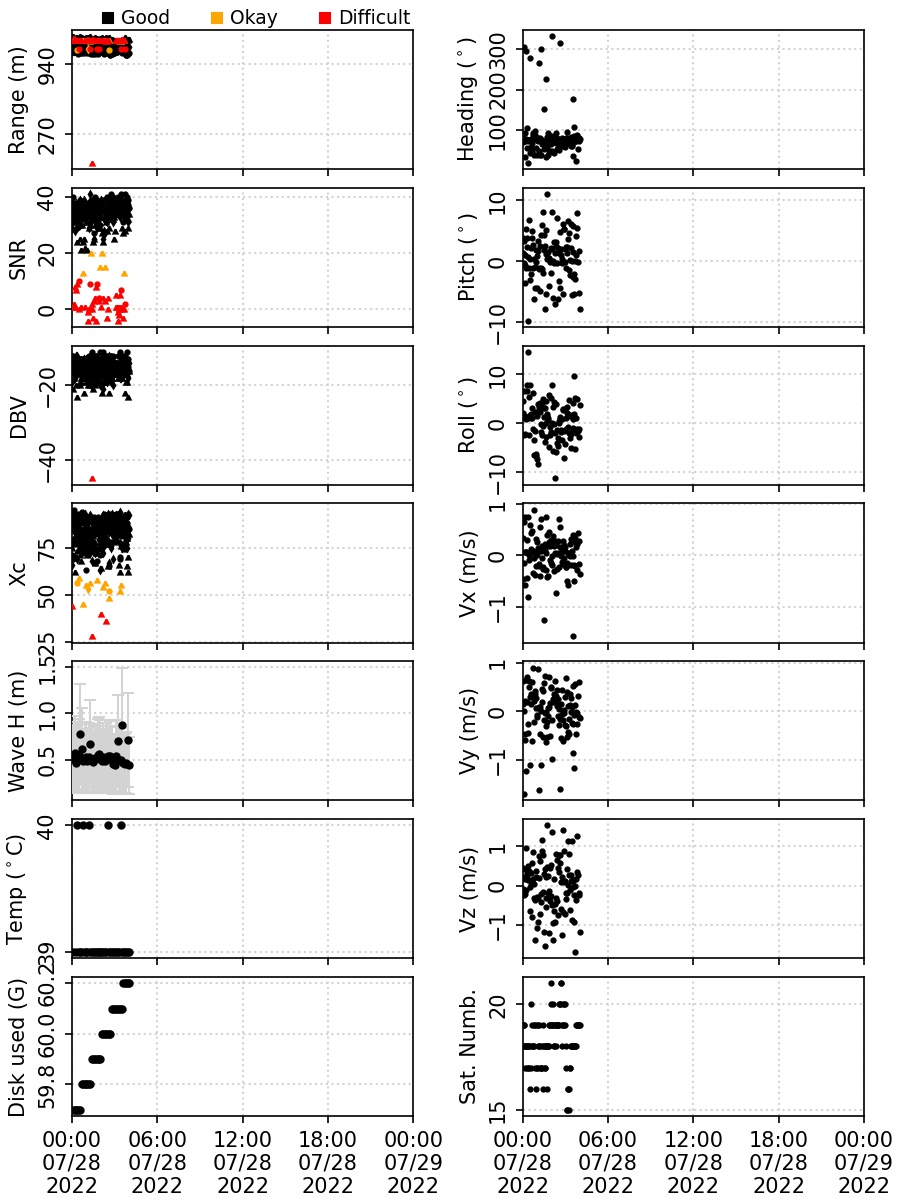 Good Okay Difficult
Range (m)
940
270
Heading (°)
300
200
100
SNR
40
20
0
Pitch (°)
10
0
−10
DBV
−20
−40
Roll (°)
10
0
−10
Xc
75
50
25
Vx (m/s)
1
0
−1
Wave H (m)
1.5
1.0
0.5
Vy (m/s)
1
0
−1
Temp (°C)
40
39
Vz (m/s)
1
0
−1
Disk used (G)
60.2
60.0
59.8
Sat. Numb.
20
15
00:00 06:00 12:00 18:00 00:00
07/28 07/28 07/28 07/28 07/29
2022 2022 2022 2022 2022
00:00 06:00 12:00 18:00 00:00
07/28 07/28 07/28 07/28 07/29
2022 2022 2022 2022 2022